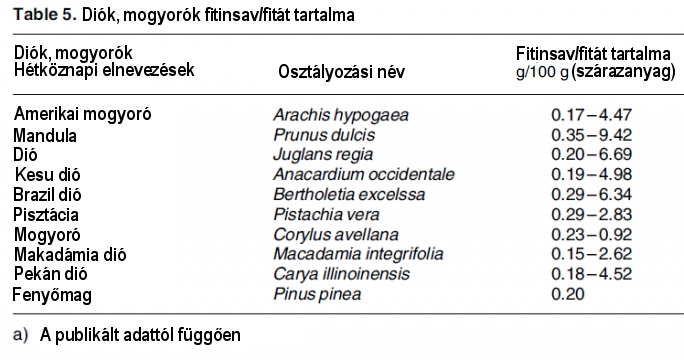 Table 5. Diók, mogyorók fitinsav/fitát tartalma
Diók, mogyorók
Hétköznapi elnevezések Osztályozási név Fitinsav/fitát tartalma
g/100 g (szárazanyag)
Amerikai mogyoró Arachis hypogaea 0.17–4.47
Mandula Prunus dulcis 0.35–9.42
Dió Juglans regia 0.20–6.69
Kesu dió Anacardium occidentale 0.19–4.98
Brazil dió Bertholetia excelssa 0.29–6.34
Pisztácia Pistachia vera 0.29–2.83
Mogyoró Corylus avellana 0.23–0.92
Makadámia dió Macadamia integrifolia 0.15–2.62
Pekán dió Carya illinoinensis 0.18–4.52
Fenyőmag Pinus pinea 0.20
a) A publikált adattól függően